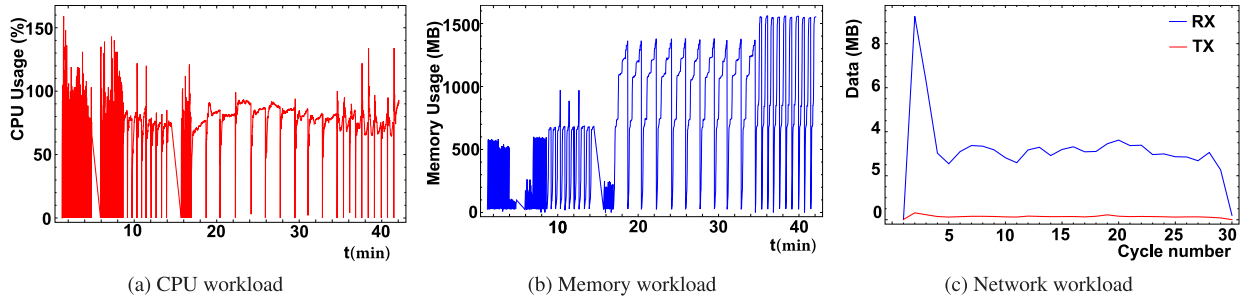 CPU Usage (%)
150
100
50
0
10
20
30
40
t(min)
(a) CPU workload
Memory Usage (MB)
1500
1000
500
0
10
20
30
40
t(min)
(b) Memory workload
Data (MB)
8
6
4
5
0
5
10
15
20
25
30
Cycle number
RX
TX
(c) Network workload